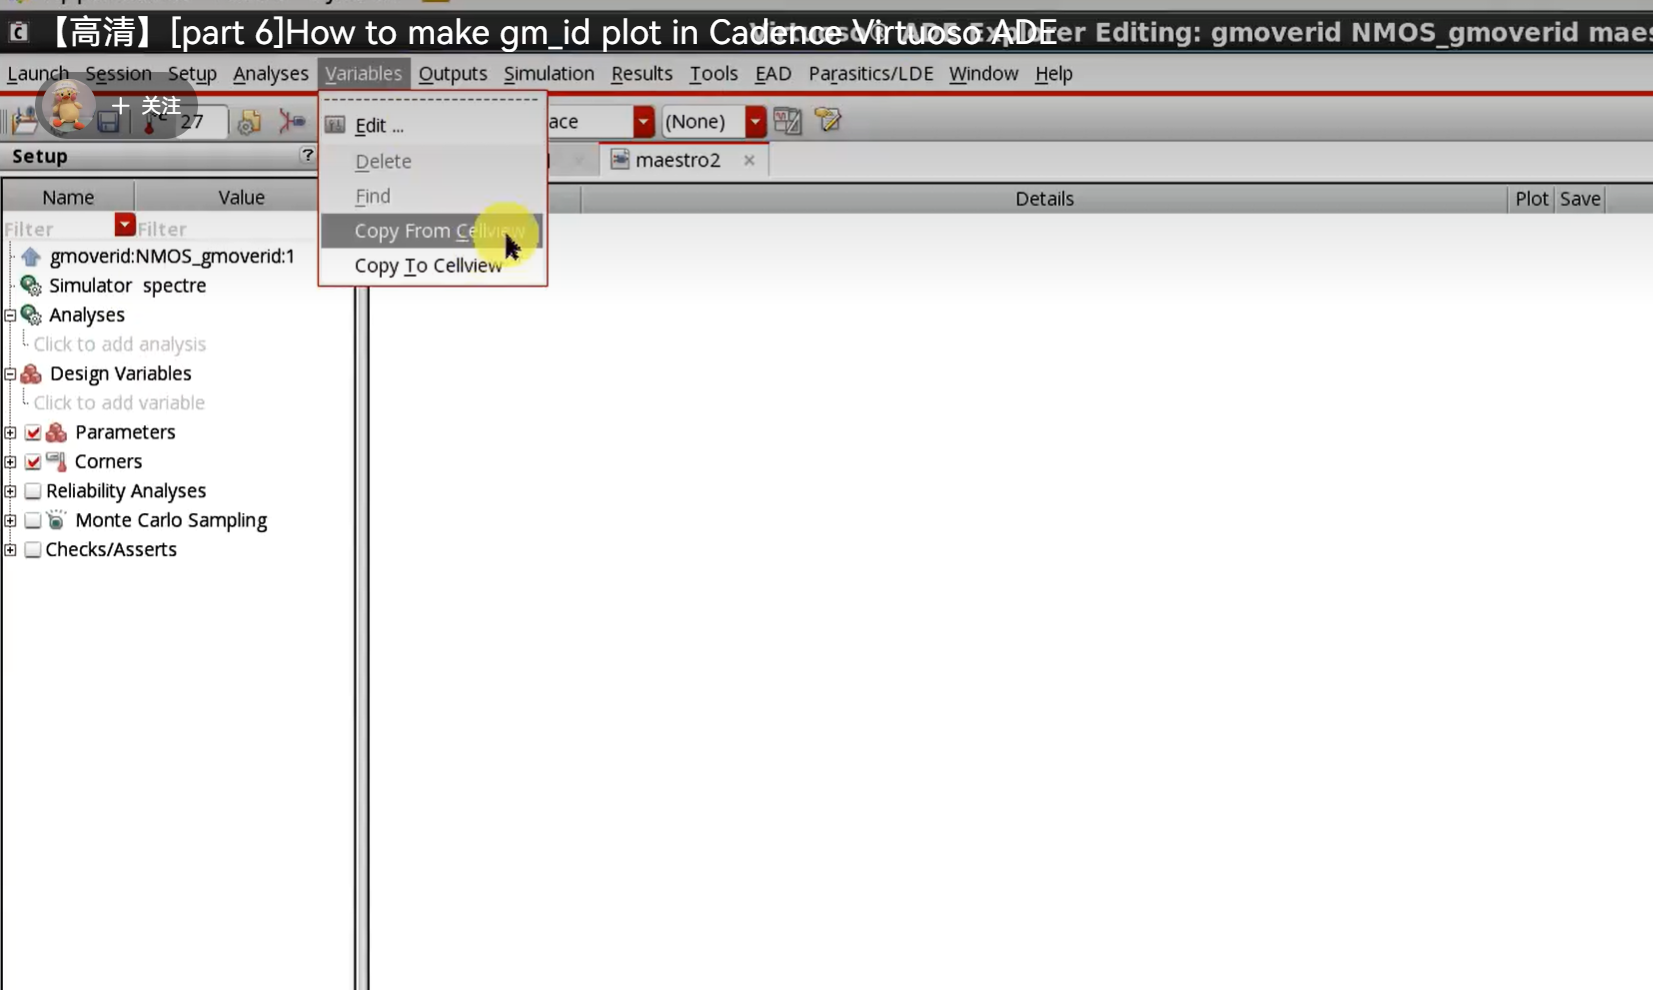 【高清】[part 6]How to make gm_id plot in Cadence Virtuoso ADE
Explorer Editing: gmoverid NMOS_gmoverid maes
Launch Session Setup Analyses Variables Outputs Simulation Results Tools EAD Parasitics/LDE Window Help
+ 关注
27
Edit ...
ace
(None)
Setup
?
Delete
maestro2
Name Value
Find
Details Plot Save
Filter Filter
Copy From Cellview
gmoverid:NMOS_gmoverid:1
Copy To Cellview
Simulator spectre
Analyses
Click to add analysis
Design Variables
Click to add variable
Parameters
Corners
Reliability Analyses
Monte Carlo Sampling
Checks/Asserts